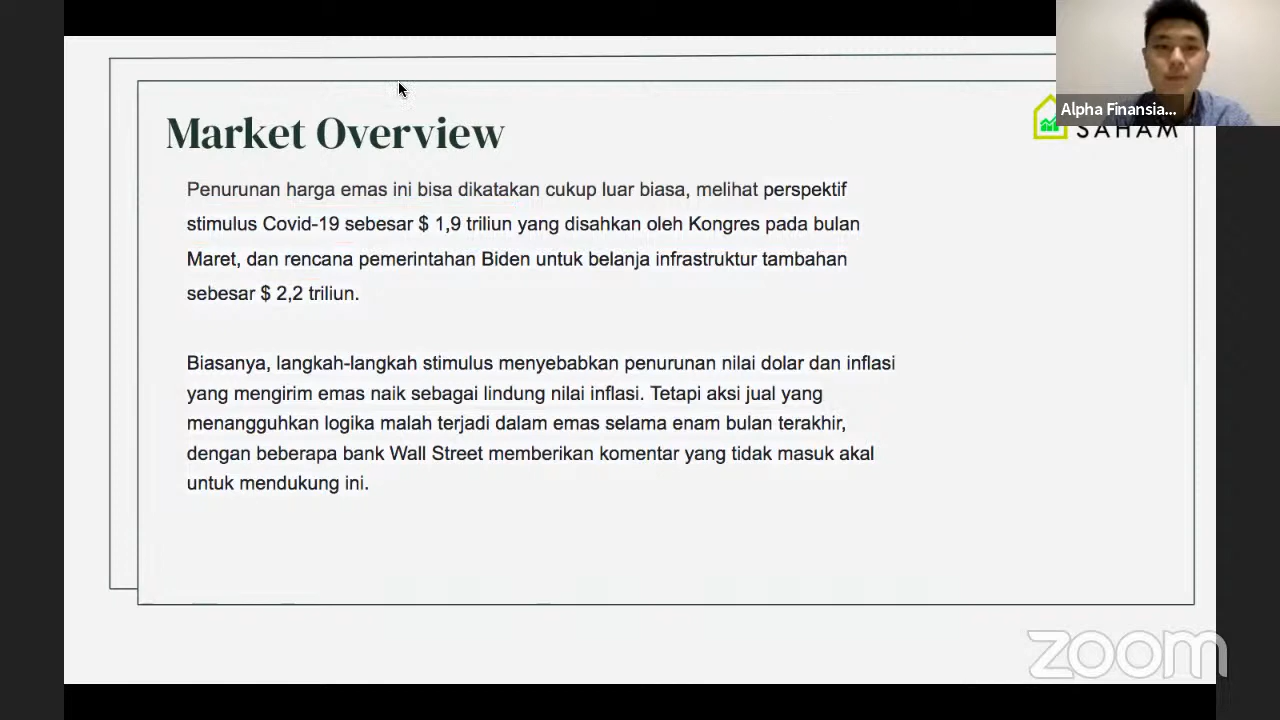 Alpha Finansia...
SAHAM
Market Overview
Penurunan harga emas ini bisa dikatakan cukup luar biasa, melihat perspektif
stimulus Covid-19 sebesar $ 1,9 triliun yang disahkan oleh Kongres pada bulan
Maret, dan rencana pemerintahan Biden untuk belanja infrastruktur tambahan
sebesar $ 2,2 triliun.
Biasanya, langkah-langkah stimulus menyebabkan penurunan nilai dolar dan inflasi
yang mengirim emas naik sebagai lindung nilai inflasi. Tetapi aksi jual yang
menangguhkan logika malah terjadi dalam emas selama enam bulan terakhir,
dengan beberapa bank Wall Street memberikan komentar yang tidak masuk akal
untuk mendukung ini.
zoom